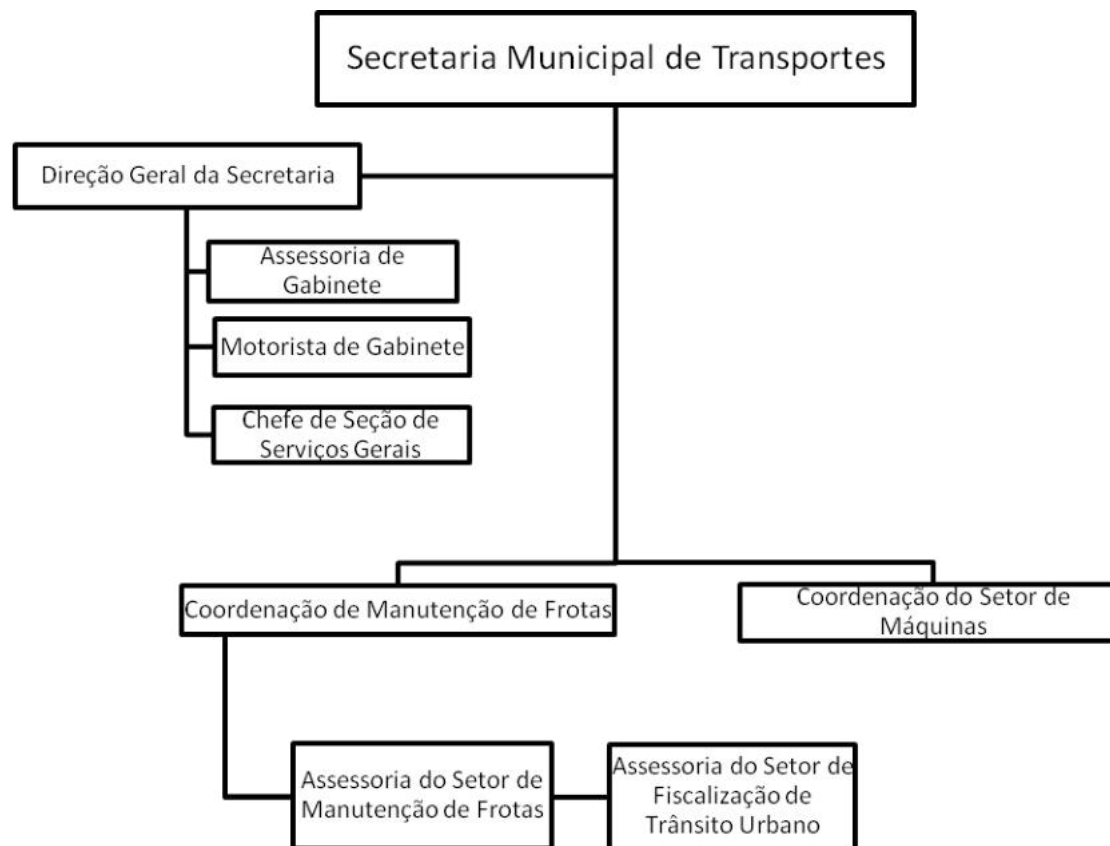 Secretaria Municipal de Transportes
Direção Geral da Secretaria
Assessoria de
Gabinete
Motorista de Gabinete
Chefe de Seção de
Serviços Gerais
Coordenação de Manutenção de Frotas
Coordenação do Setor de
Máquinas
Assessoria do Setor de
Manutenção de Frotas
Assessoria do Setor de
Fiscalização de
Trânsito Urbano